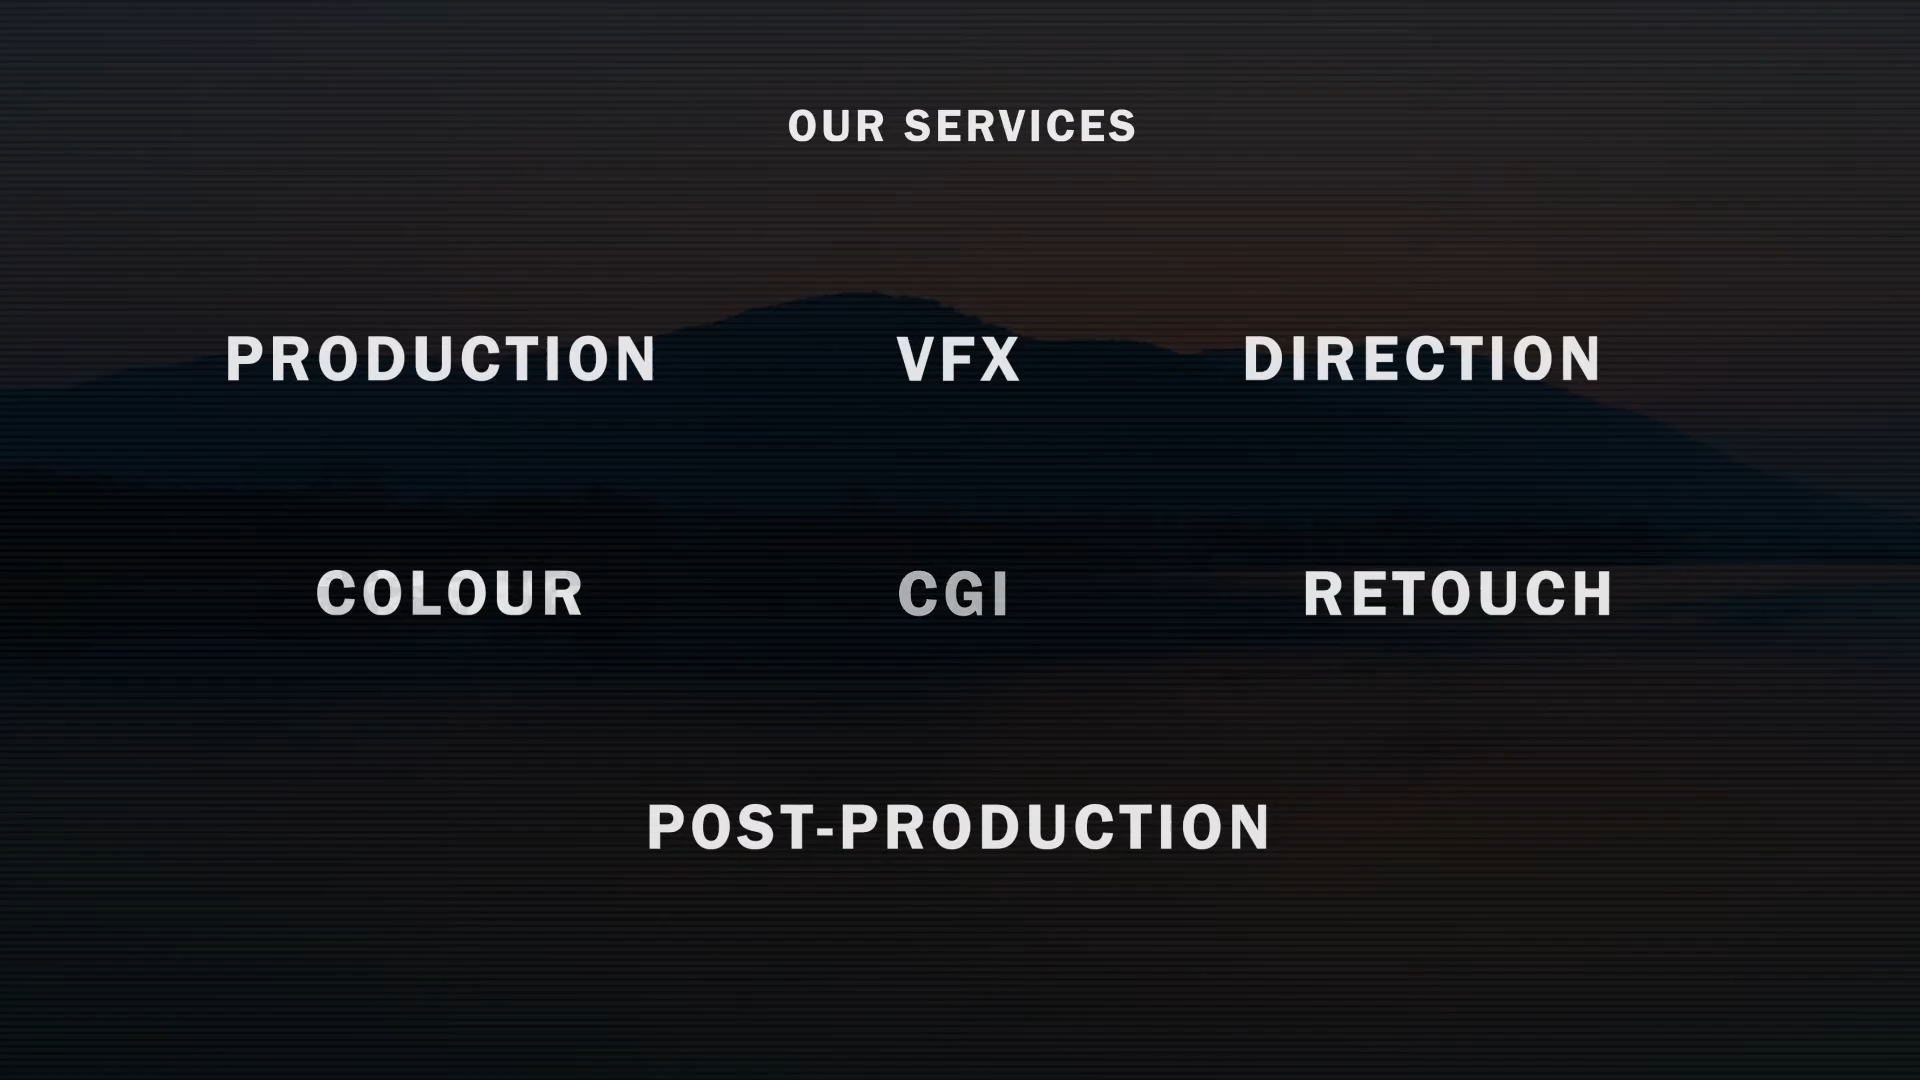 OUR SERVICES
PRODUCTION VFX DIRECTION
COLOUR CGI RETOUCH
POST-PRODUCTION